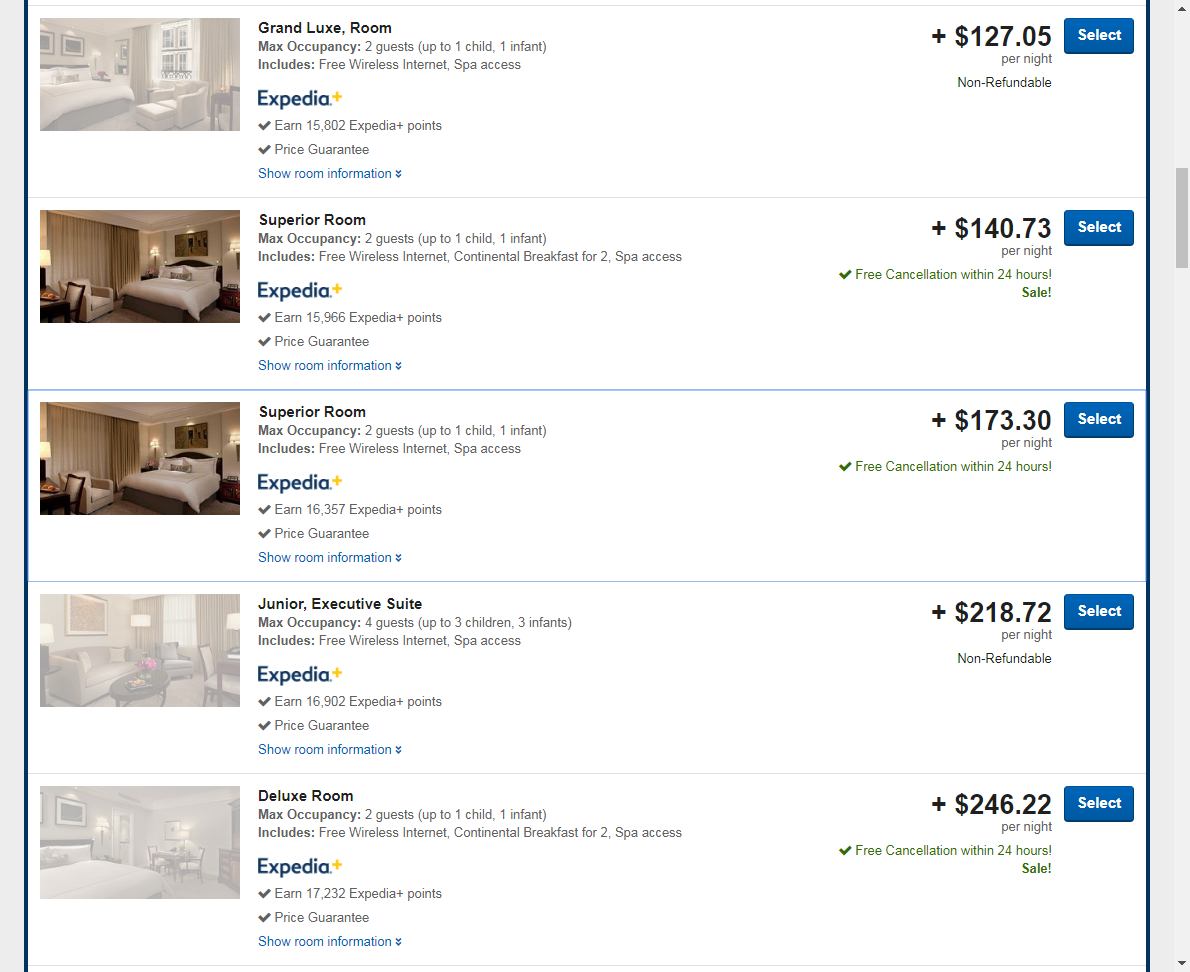 Grand Luxe, Room
Max Occupancy: 2 guests (up to 1 child, 1 infant)
Includes: Free Wireless Internet, Spa access
Expedia+
Earn 15,802 Expedia+ points
Price Guarantee
Show room information
+ $127.05
per night
Non-Refundable
Select
Superior Room
Max Occupancy: 2 guests (up to 1 child, 1 infant)
Includes: Free Wireless Internet, Continental Breakfast for 2, Spa access
Expedia+
Earn 15,966 Expedia+ points
Price Guarantee
Show room information
+ $140.73
per night
Free Cancellation within 24 hours!
Sale!
Select
Superior Room
Max Occupancy: 2 guests (up to 1 child, 1 infant)
Includes: Free Wireless Internet, Spa access
Expedia+
Earn 16,357 Expedia+ points
Price Guarantee
Show room information
+ $173.30
per night
Free Cancellation within 24 hours!
Select
Junior, Executive Suite
Max Occupancy: 4 guests (up to 3 children, 3 infants)
Includes: Free Wireless Internet, Spa access
Expedia+
Earn 16,902 Expedia+ points
Price Guarantee
Show room information
+ $218.72
per night
Non-Refundable
Select
Deluxe Room
Max Occupancy: 2 guests (up to 1 child, 1 infant)
Includes: Free Wireless Internet, Continental Breakfast for 2, Spa access
Expedia+
Earn 17,232 Expedia+ points
Price Guarantee
Show room information
+ $246.22
per night
Free Cancellation within 24 hours!
Sale!
Select